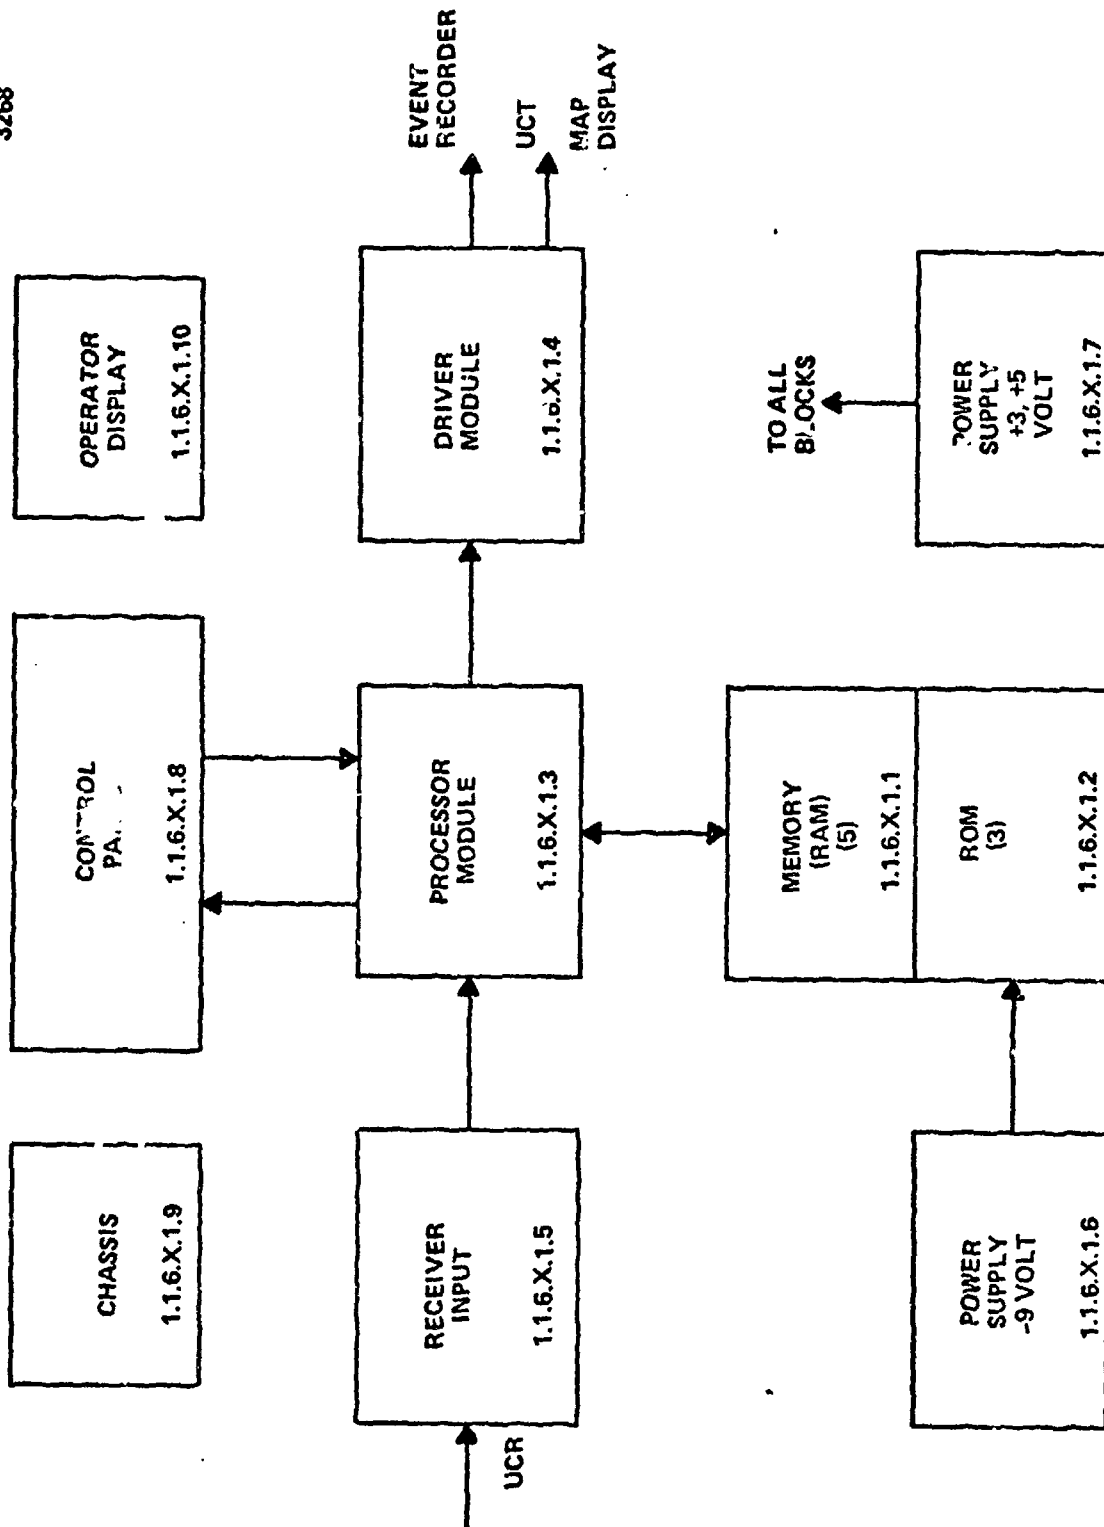 3268
CHASSIS
1.1.6.X.1.9
1.1.6.X.1.8
OPERATOR
DISPLAY
1.1.6.X.1.10
UCR
RECEIVER
INPUT
1.1.6.X.1.5
PROCESSOR
MODULE
1.1.6.X.1.3
DRIVER
MODULE
1.1.6.X.1.4
EVENT
RECORDER
UCT
MAP
DISPLAY
POWER
SUPPLY
-9 VOLT
1.1.6.X.1.6
MEMORY
(RAM)
(5)
1.1.6.X.1.1
ROM
(3)
1.1.6.X.1.2
TO ALL
BLOCKS
POWER
SUPPLY
+3, +5
VOLT
1.1.6.X.1.7